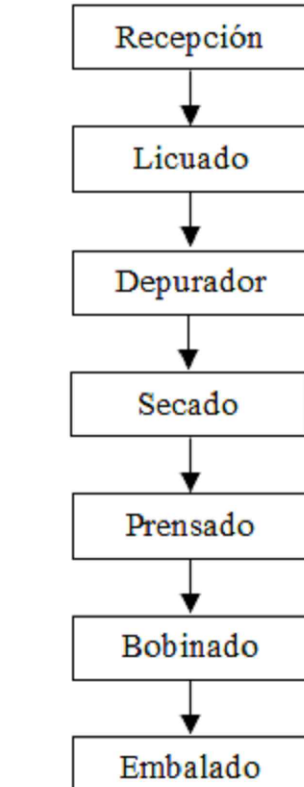 Recepción
Licuado
Depurador
Secado
Prensado
Bobinado
Embalado